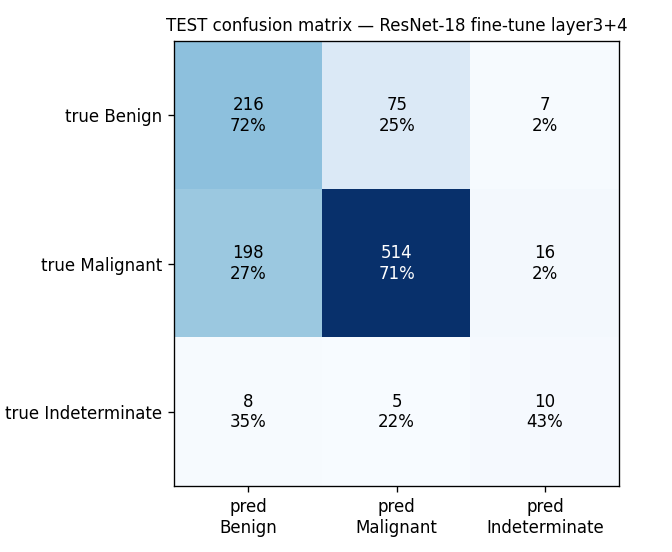 TEST confusion matrix — ResNet-18 fine-tune layer3+4
true Benign
216
72%
75
25%
7
2%
true Malignant
198
27%
514
71%
16
2%
true Indeterminate
8
35%
5
22%
10
43%
pred
Benign
pred
Malignant
pred
Indeterminate